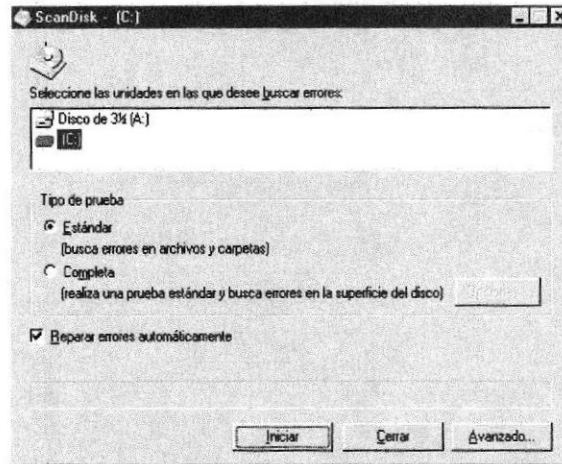 ScanDisk - (C:)
Seleccione las unidades en las que desee buscar errores:
Disco de 3½ (A:)
(C:)
Tipo de prueba
Estándar
(busca errores en archivos y carpetas)
Completa
(realiza una prueba estándar y busca errores en la superficie del disco)
Reparar errores automáticamente
Iniciar Cerrar Avanzado...